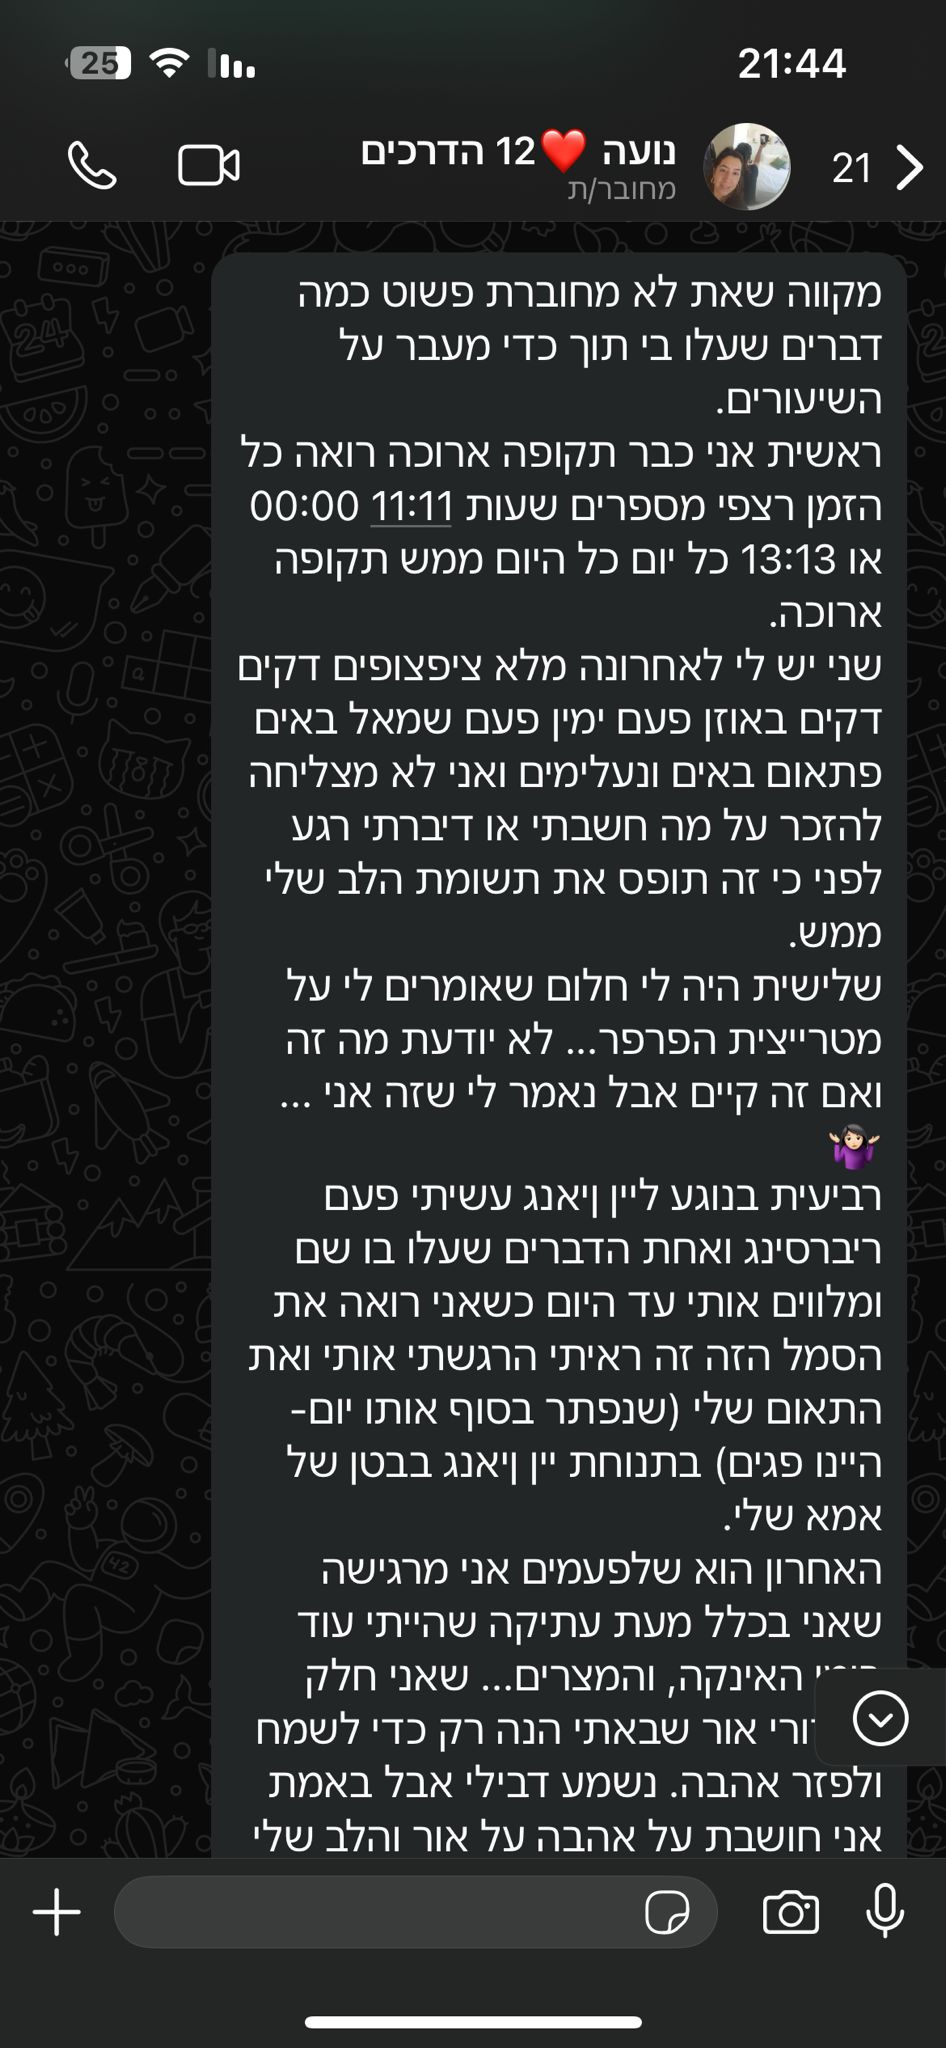 21:44
25
21
נועה❤️12 הדרכים
מחובר/ת
מקווה שאת לא מחוברת פשוט כמה
דברים שעלו בי תוך כדי מעבר על
השיעורים.
ראשית אני כבר תקופה ארוכה רואה כל
הזמן רצפי מספרים שעות 11:11 00:00
או 13:13 כל יום כל היום ממש תקופה
ארוכה.
שני יש לי לאחרונה מלא ציפצופים דקים
דקים באוזן פעם ימין פעם שמאל באים
פתאום באים ונעלימים ואני לא מצליחה
להזכר על מה חשבתי או דיברתי רגע
לפני כי זה תופס את תשומת הלב שלי
ממש.
שלישית היה לי חלום שאומרים לי על
מטרייצית הפרפר... לא יודעת מה זה
ואם זה קיים אבל נאמר לי שזה אני ...
🤷🏻‍♀️
רביעית בנוגע ליין ןיאנג עשיתי פעם
ריברסינג ואחת הדברים שעלו בו שם
ומלווים אותי עד היום כשאני רואה את
הסמל הזה זה ראיתי הרגשתי אותי ואת
התאום שלי (שנפתר בסוף אותו יום-
היינו פגים) בתנוחת יין ןיאנג בבטן של
אמא שלי.
האחרון הוא שלפעמים אני מרגישה
שאני בכלל מעת עתיקה שהייתי עוד
האינקה, והמצרים... שאני חלק
אור שבאתי הנה רק כדי לשמח
ולפזר אהבה. נשמע דבילי אבל באמת
אני חושבת על אהבה על אור והלב שלי